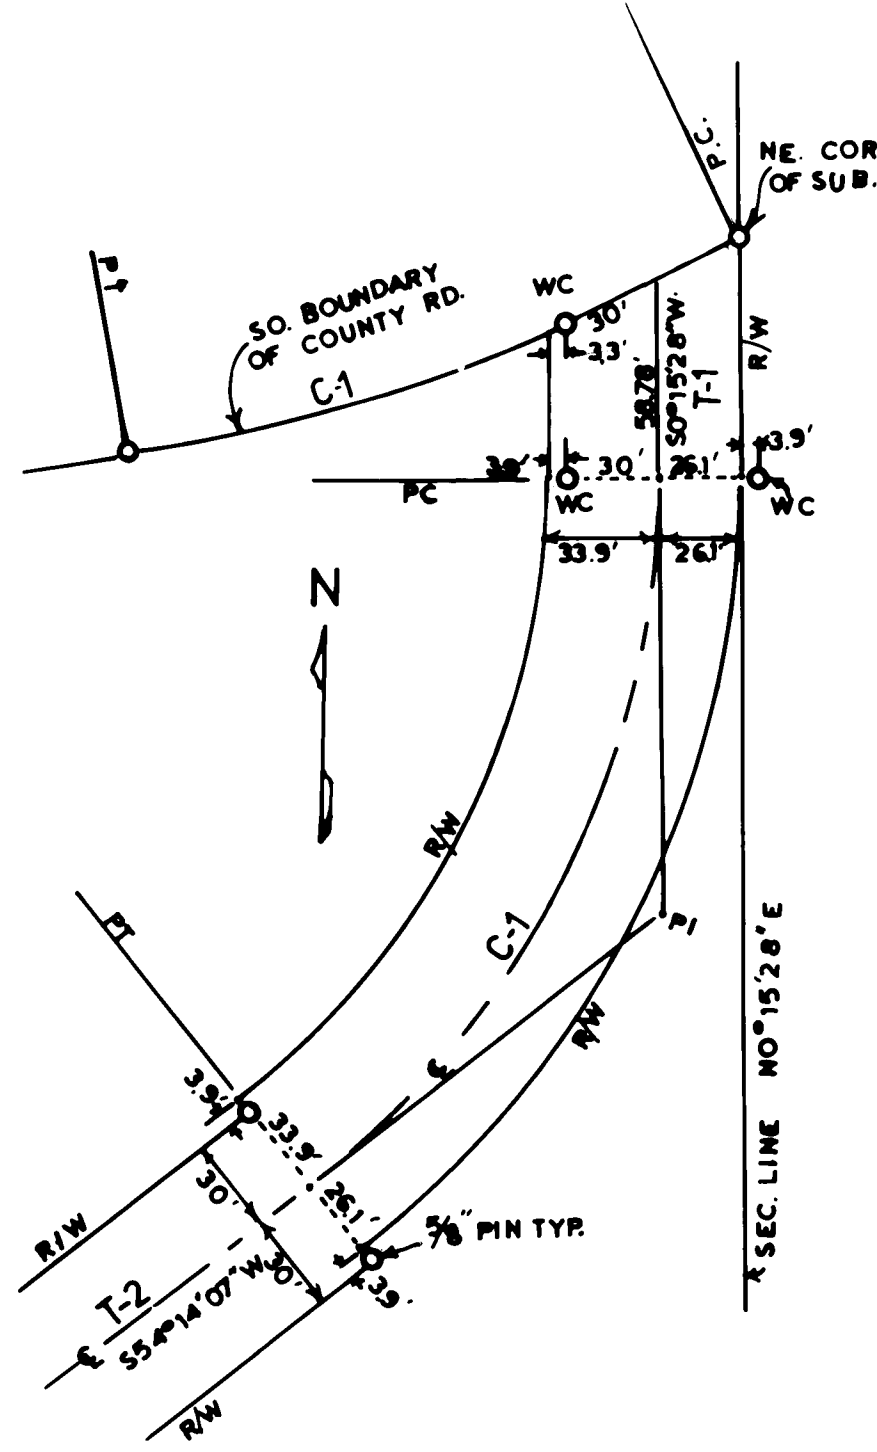 P.C.
NE. COR
OF SUB.
PT
SO. BOUNDARY
OF COUNTY RD.
C-1
WC
30'
3.3'
R/W
58.78'
S0°15'28"W.
T-1
3.9'
30'
26.1'
3.9'
PC
WC
WC
33.9'
26.1'
N
R/W
C-1
PI
R/W
PT
℄
SEC. LINE N0°15'28"E
3.9'
33.9'
26.1'
30'
30'
R/W
5/8" PIN TYP.
3.9'
T-2
S54°14'07"W
℄
R/W